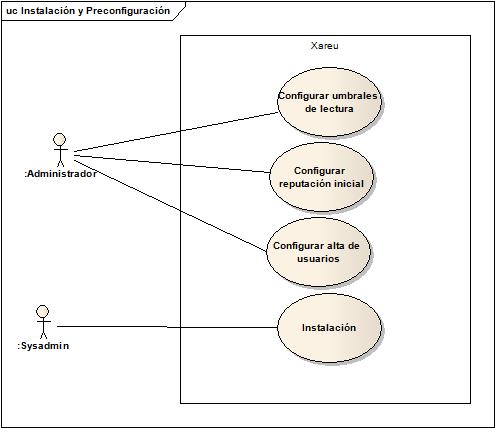 uc Instalación y Preconfiguración
Xareu
Configurar umbrales
de lectura
:Administrador
Configurar
reputación inicial
Configurar alta de
usuarios
Instalación
:Sysadmin